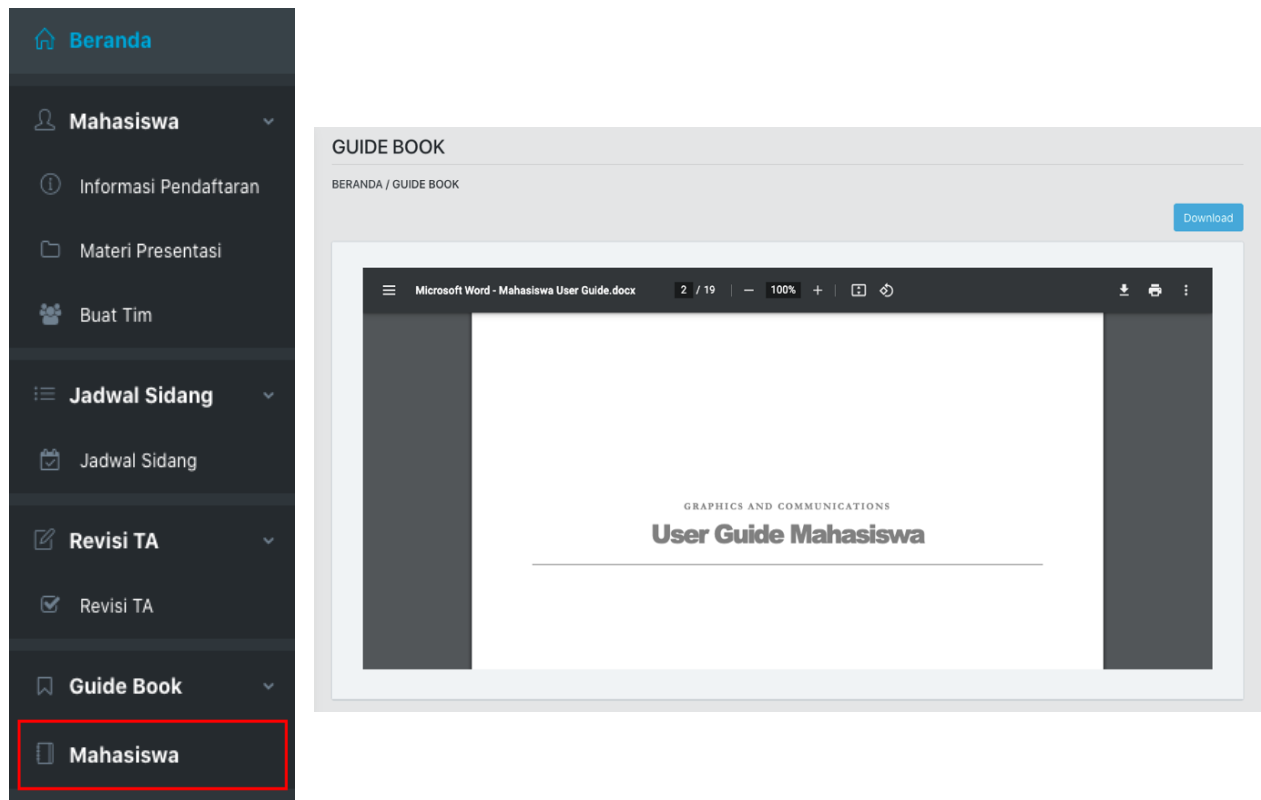 Beranda
Mahasiswa
Informasi Pendaftaran
Materi Presentasi
Buat Tim
Jadwal Sidang
Jadwal Sidang
Revisi TA
Revisi TA
Guide Book
Mahasiswa
GUIDE BOOK
BERANDA / GUIDE BOOK
Download
Microsoft Word - Mahasiswa User Guide.docx 2 / 19 | — 100% + |
GRAPHICS AND COMMUNICATIONS
User Guide Mahasiswa